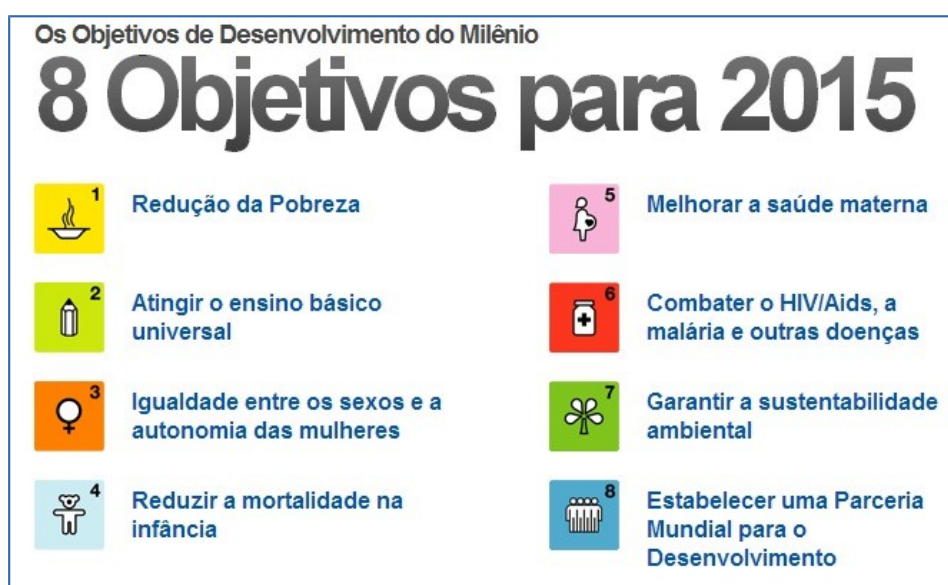 Os Objetivos de Desenvolvimento do Milênio
8 Objetivos para 2015
1
Redução da Pobreza
2
Atingir o ensino básico
universal
3
Igualdade entre os sexos e a
autonomia das mulheres
4
Reduzir a mortalidade na
infância
5
Melhorar a saúde materna
6
Combater o HIV/Aids, a
malária e outras doenças
7
Garantir a sustentabilidade
ambiental
8
Estabelecer uma Parceria
Mundial para o
Desenvolvimento